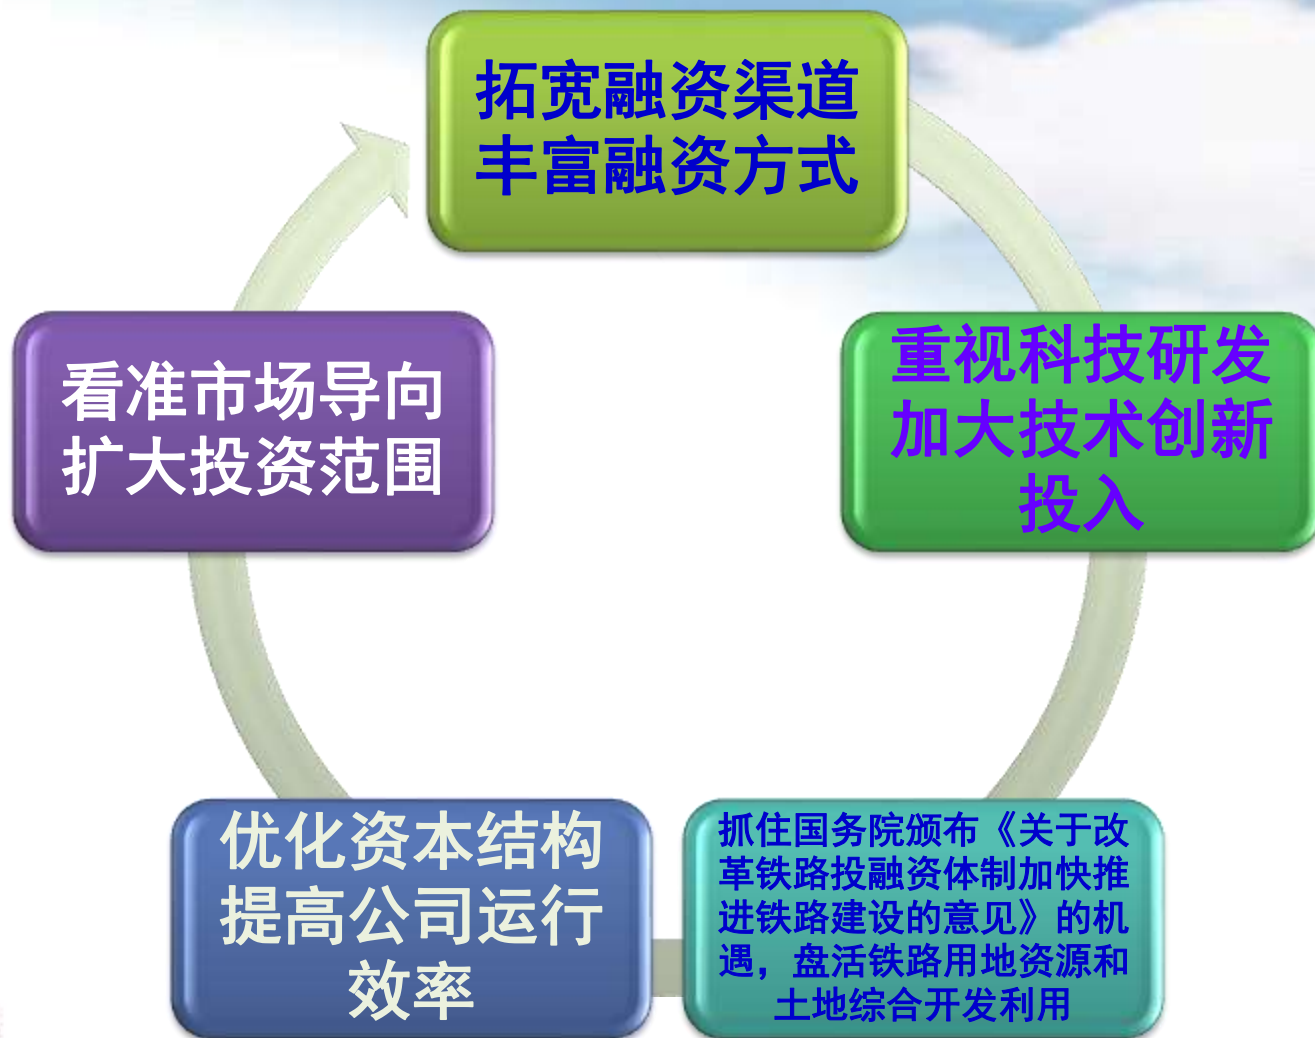 拓宽融资渠道
丰富融资方式
重视科技研发
加大技术创新
投入
抓住国务院颁布《关于改
革铁路投融资体制加快推
进铁路建设的意见》的机
遇，盘活铁路用地资源和
土地综合开发利用
优化资本结构
提高公司运行
效率
看准市场导向
扩大投资范围